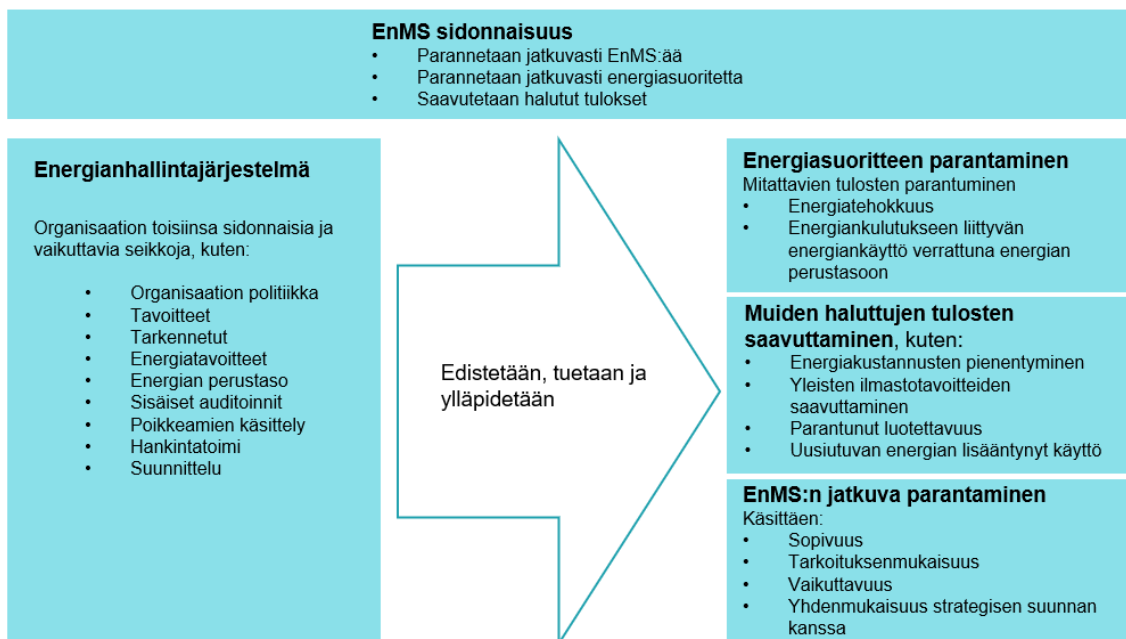 EnMS sidonnaisuus
• Parannetaan jatkuvasti EnMS:ää
• Parannetaan jatkuvasti energiasuoritetta
• Saavutetaan halutut tulokset
Energianhallintajärjestelmä
Organisaation toisiinsa sidonnaisia ja
vaikuttavia seikkoja, kuten:
• Organisaation politiikka
• Tavoitteet
• Tarkennetut
• Energiatavoitteet
• Energian perustaso
• Sisäiset auditoinnit
• Poikkeamien käsittely
• Hankintatoimi
• Suunnittelu
Edistetään, tuetaan ja
ylläpidetään
Energiasuoritteen parantaminen
Mitattavien tulosten parantuminen
• Energiatehokkuus
• Energiankulutukseen liittyvän
energiankäyttö verrattuna energian
perustasoon
Muiden haluttujen tulosten
saavuttaminen, kuten:
• Energiakustannusten pienentyminen
• Yleisten ilmastotavoitteiden
saavuttaminen
• Parantunut luotettavuus
• Uusiutuvan energian lisääntynyt käyttö
EnMS:n jatkuva parantaminen
Käsittäen:
• Sopivuus
• Tarkoituksenmukaisuus
• Vaikuttavuus
• Yhdenmukaisuus strategisen suunnan
kanssa